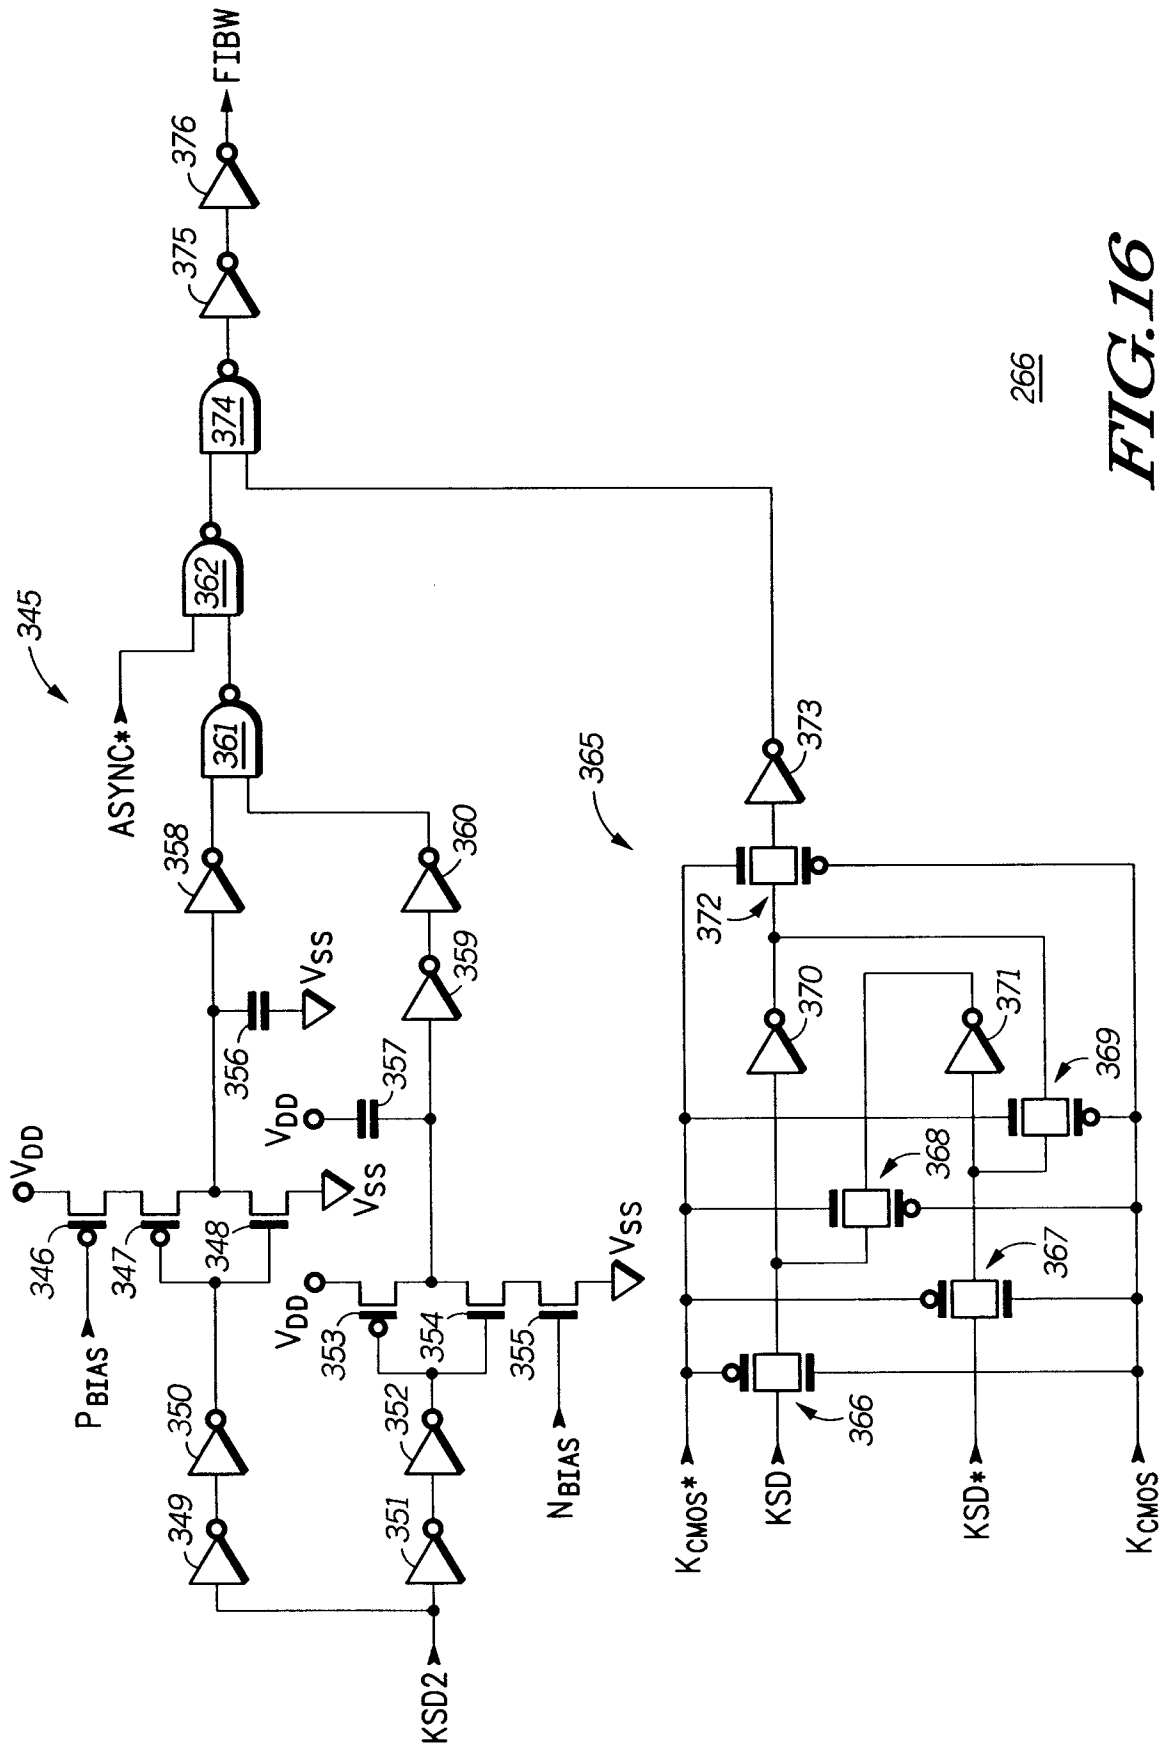 345
ASYNC*
VDD
346
PBIAS
347
348
VSS
349
350
351
352
KSD2
VDD
353
354
355
NBIAS
VSS
356
VSS
VDD
357
358
359
360
361
362
374
375
376
FIBW
365
KCMOS*
KSD
KSD*
KCMOS
366
367
368
369
370
371
372
373
266
FIG.16